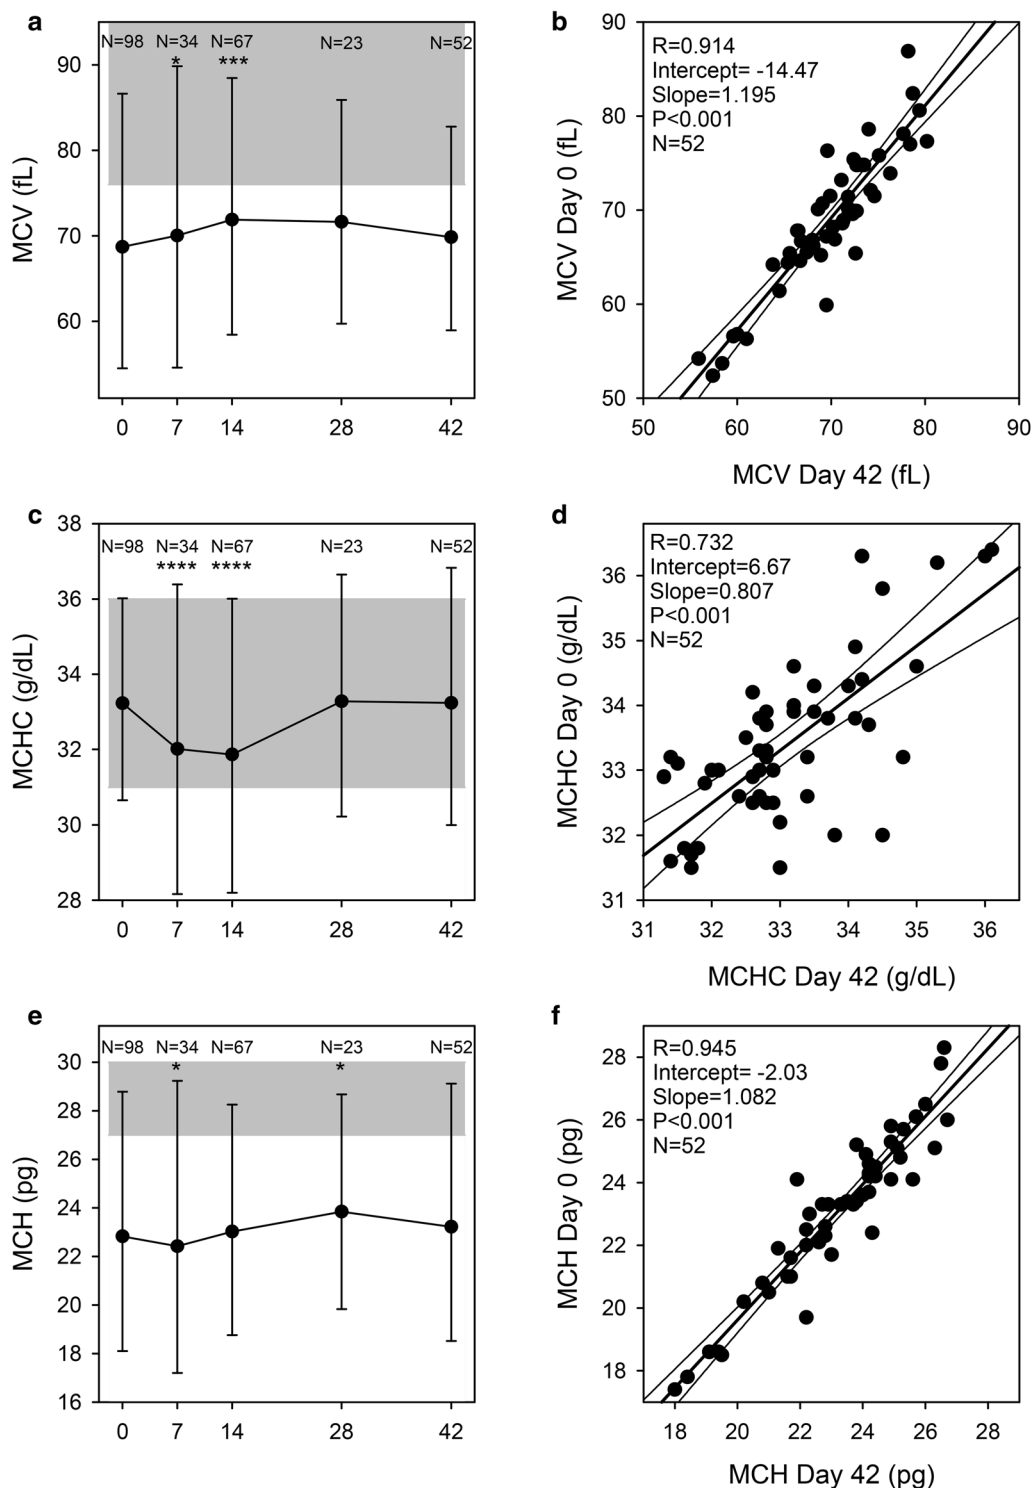 a
N=98 N=34 N=67 N=23 N=52
* ***
90
80
70
60
MCV (fL)
0 7 14 28 42
b
R=0.914
Intercept= -14.47
Slope=1.195
P<0.001
N=52
90
80
70
60
50
MCV Day 0 (fL)
50 60 70 80 90
MCV Day 42 (fL)
c
N=98 N=34 N=67 N=23 N=52
**** ****
38
36
34
32
30
28
MCHC (g/dL)
0 7 14 28 42
d
R=0.732
Intercept=6.67
Slope=0.807
P<0.001
N=52
36
35
34
33
32
31
MCHC Day 0 (g/dL)
31 32 33 34 35 36
MCHC Day 42 (g/dL)
e
N=98 N=34 N=67 N=23 N=52
* *
30
28
26
24
22
20
18
16
MCH (pg)
0 7 14 28 42
f
R=0.945
Intercept= -2.03
Slope=1.082
P<0.001
N=52
28
26
24
22
20
18
MCH Day 0 (pg)
18 20 22 24 26 28
MCH Day 42 (pg)